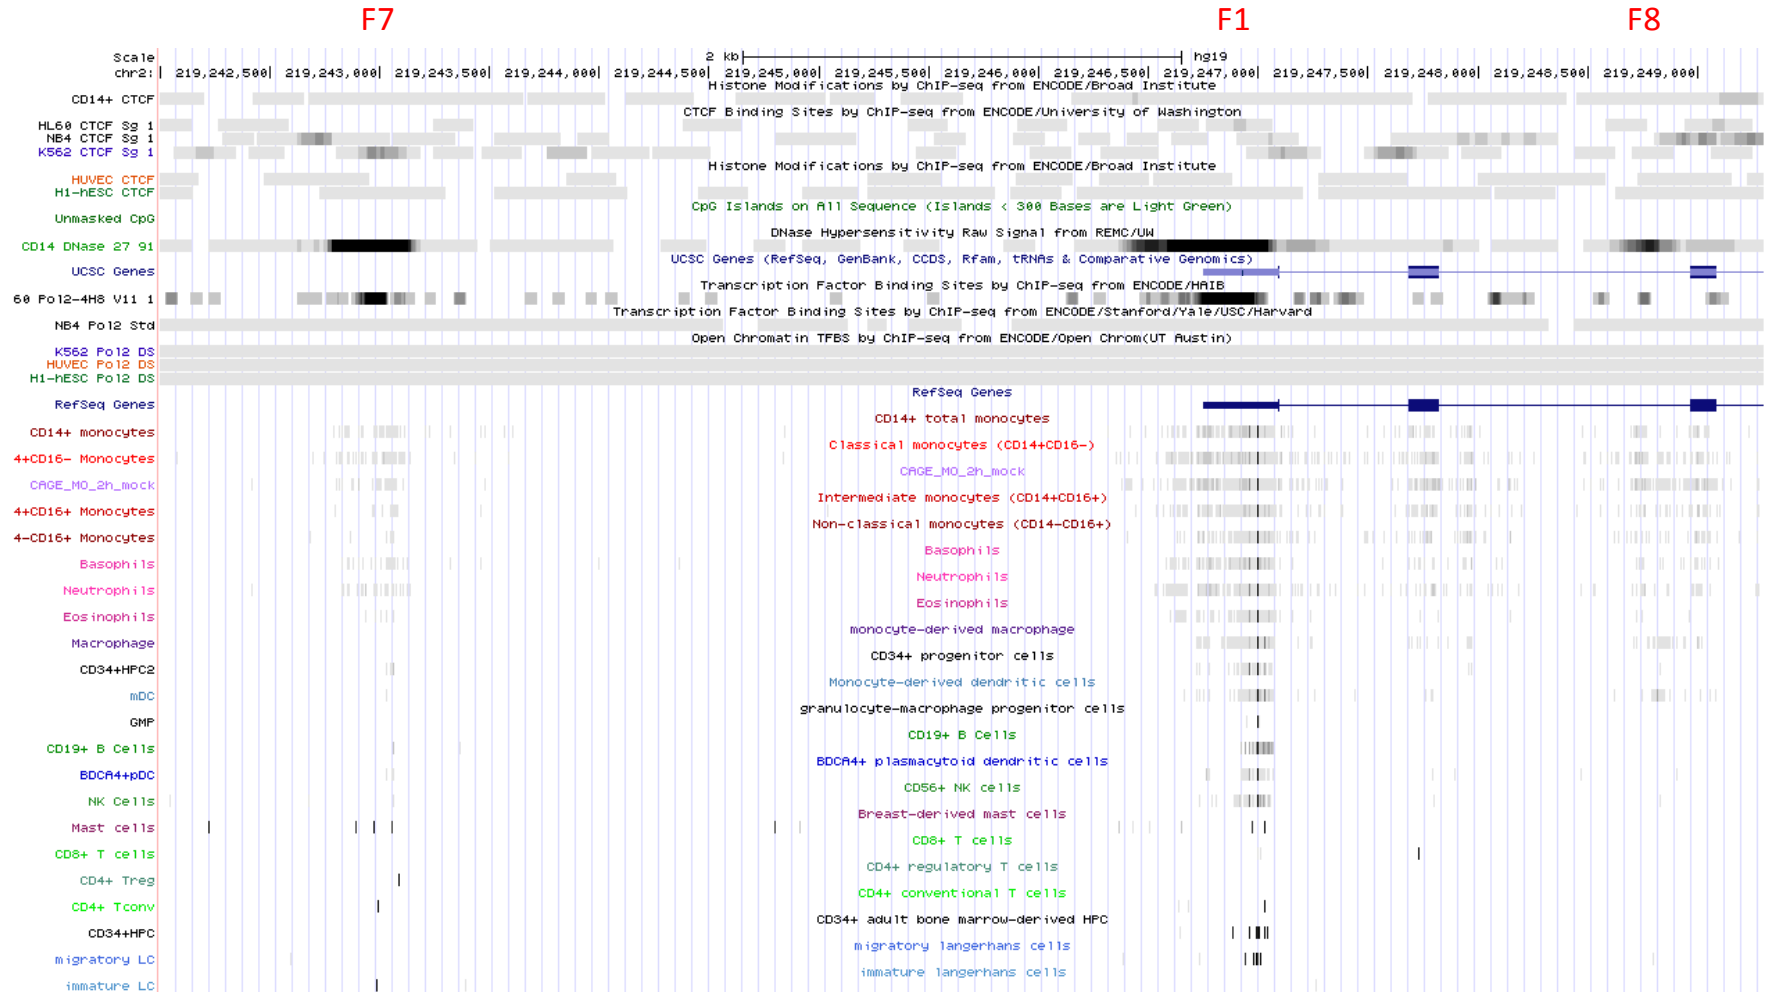 F7 F1 F8
Scale 2 kb hg19
chr2: 219,242,500 219,243,000 219,243,500 219,244,000 219,244,500 219,245,000 219,245,500 219,246,000 219,246,500 219,247,000 219,247,500 219,248,000 219,248,500 219,249,000
Histone Modifications by ChIP-seq from ENCODE/Broad Institute
CD14+ CTCF
CTCF Binding Sites by ChIP-seq from ENCODE/University of Washington
HL60 CTCF Sg 1
NB4 CTCF Sg 1
K562 CTCF Sg 1
Histone Modifications by ChIP-seq from ENCODE/Broad Institute
HUVEC CTCF
H1-hESC CTCF
CpG Islands on All Sequence (Islands < 300 Bases are Light Green)
Unmasked CpG
DNase Hypersensitivity Raw Signal from REMC/UW
CD14 DNase 27 91
UCSC Genes (RefSeq, GenBank, CCDS, Rfam, tRNAs & Comparative Genomics)
UCSC Genes
Transcription Factor Binding Sites by ChIP-seq from ENCODE/HAIB
60 Pol2-4H8 V11 1
Transcription Factor Binding Sites by ChIP-seq from ENCODE/Stanford/Yale/USC/Harvard
NB4 Pol2 Std
Open Chromatin TFBS by ChIP-seq from ENCODE/Open Chrom(UT Austin)
K562 Pol2 DS
HUVEC Pol2 DS
H1-hESC Pol2 DS
RefSeq Genes
RefSeq Genes
CD14+ total monocytes
CD14+ monocytes
Classical monocytes (CD14+CD16-)
4+CD16- Monocytes
CAGE_MO_2h_mock
CAGE_MO_2h_mock
Intermediate monocytes (CD14+CD16+)
4+CD16+ Monocytes
Non-classical monocytes (CD14-CD16+)
4-CD16+ Monocytes
Basophils
Basophils
Neutrophils
Neutrophils
Eosinophils
Eosinophils
monocyte-derived macrophage
Macrophage
CD34+ progenitor cells
CD34+HPC2
Monocyte-derived dendritic cells
mDC
granulocyte-macrophage progenitor cells
GMP
CD19+ B Cells
CD19+ B Cells
BDCA4+ plasmacytoid dendritic cells
BDCA4+pDC
CD56+ NK cells
NK Cells
Breast-derived mast cells
Mast cells
CD8+ T cells
CD8+ T cells
CD4+ regulatory T cells
CD4+ Treg
CD4+ conventional T cells
CD4+ Tconv
CD34+ adult bone marrow-derived HPC
CD34+HPC
migratory langerhans cells
migratory LC
immature langerhans cells
immature LC